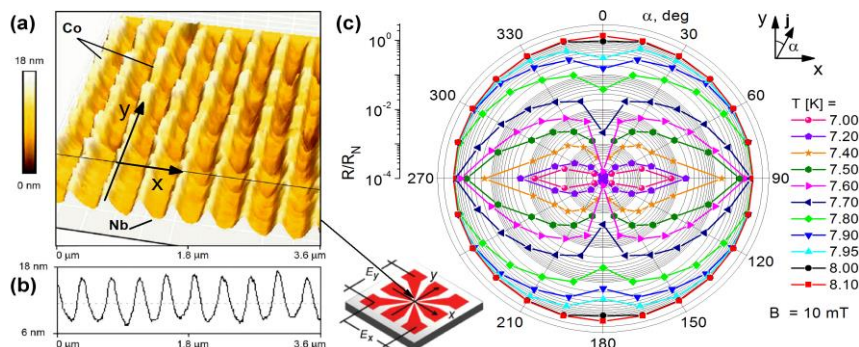 (a)
Co
18 nm
0 nm
y
x
Nb
0 µm
1.8 µm
3.6 µm
(b)
18 nm
6 nm
0 µm
1.8 µm
3.6 µm
E_y
E_x
y
x
(c)
R/R_N
10^0
10^-2
10^-2
10^-4
0
α, deg
30
60
90
120
150
180
210
270
300
330
y
j
α
x
T [K] =
7.00
7.20
7.40
7.50
7.60
7.70
7.80
7.90
7.95
8.00
8.10
B = 10 mT